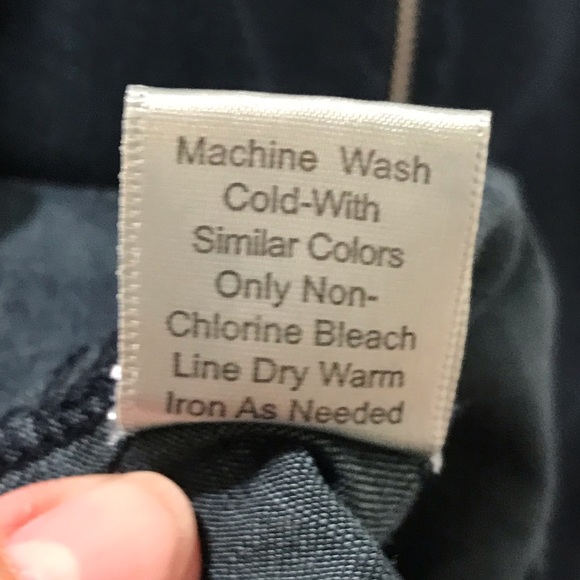 Machine Wash
Cold-With
Similar Colors
Only Non-
Chlorine Bleach
Line Dry Warm
Iron As Needed